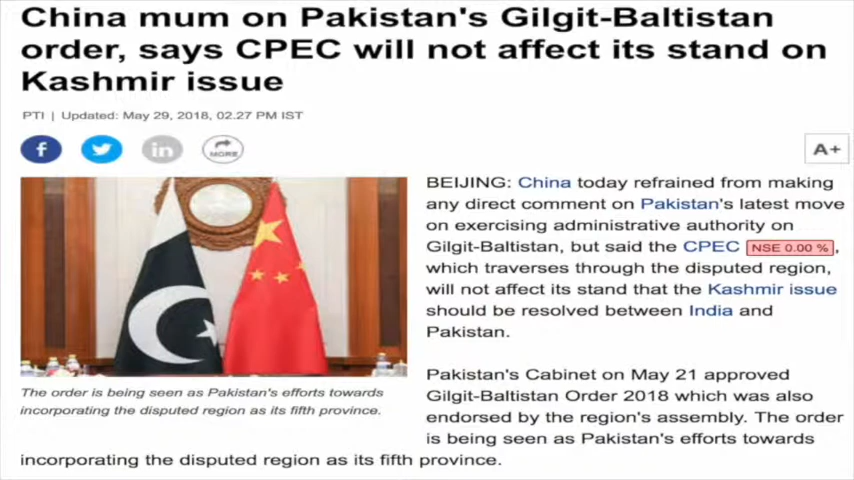 China mum on Pakistan's Gilgit-Baltistan
order, says CPEC will not affect its stand on
Kashmir issue
PTI | Updated: May 29, 2018, 02.27 PM IST
f
in
MORE
A+
BEIJING: China today refrained from making
any direct comment on Pakistan's latest move
on exercising administrative authority on
Gilgit-Baltistan, but said the CPEC NSE 0.00 %,
which traverses through the disputed region,
will not affect its stand that the Kashmir issue
should be resolved between India and
Pakistan.
The order is being seen as Pakistan's efforts towards
incorporating the disputed region as its fifth province.
Pakistan's Cabinet on May 21 approved
Gilgit-Baltistan Order 2018 which was also
endorsed by the region's assembly. The order
is being seen as Pakistan's efforts towards
incorporating the disputed region as its fifth province.